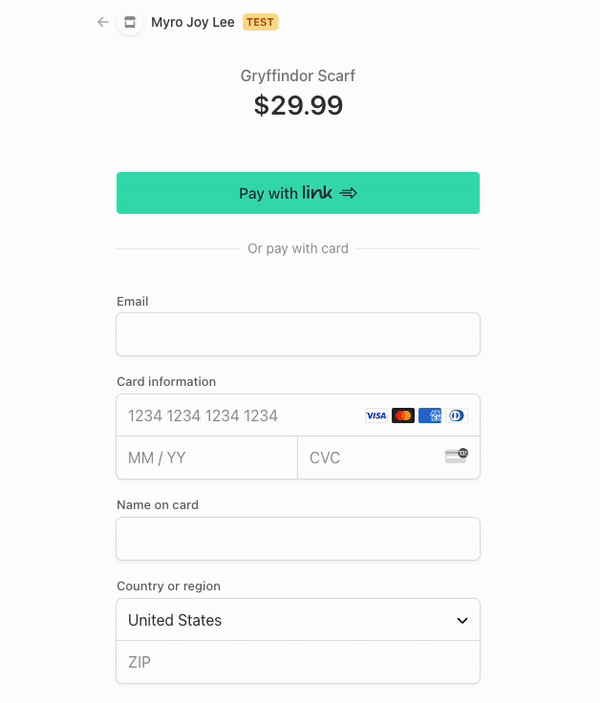 Myro Joy Lee TEST
Gryffindor Scarf
$29.99
Pay with link
Or pay with card
Email
Card information
1234 1234 1234 1234 VISA
MM / YY CVC
Name on card
Country or region
United States
ZIP